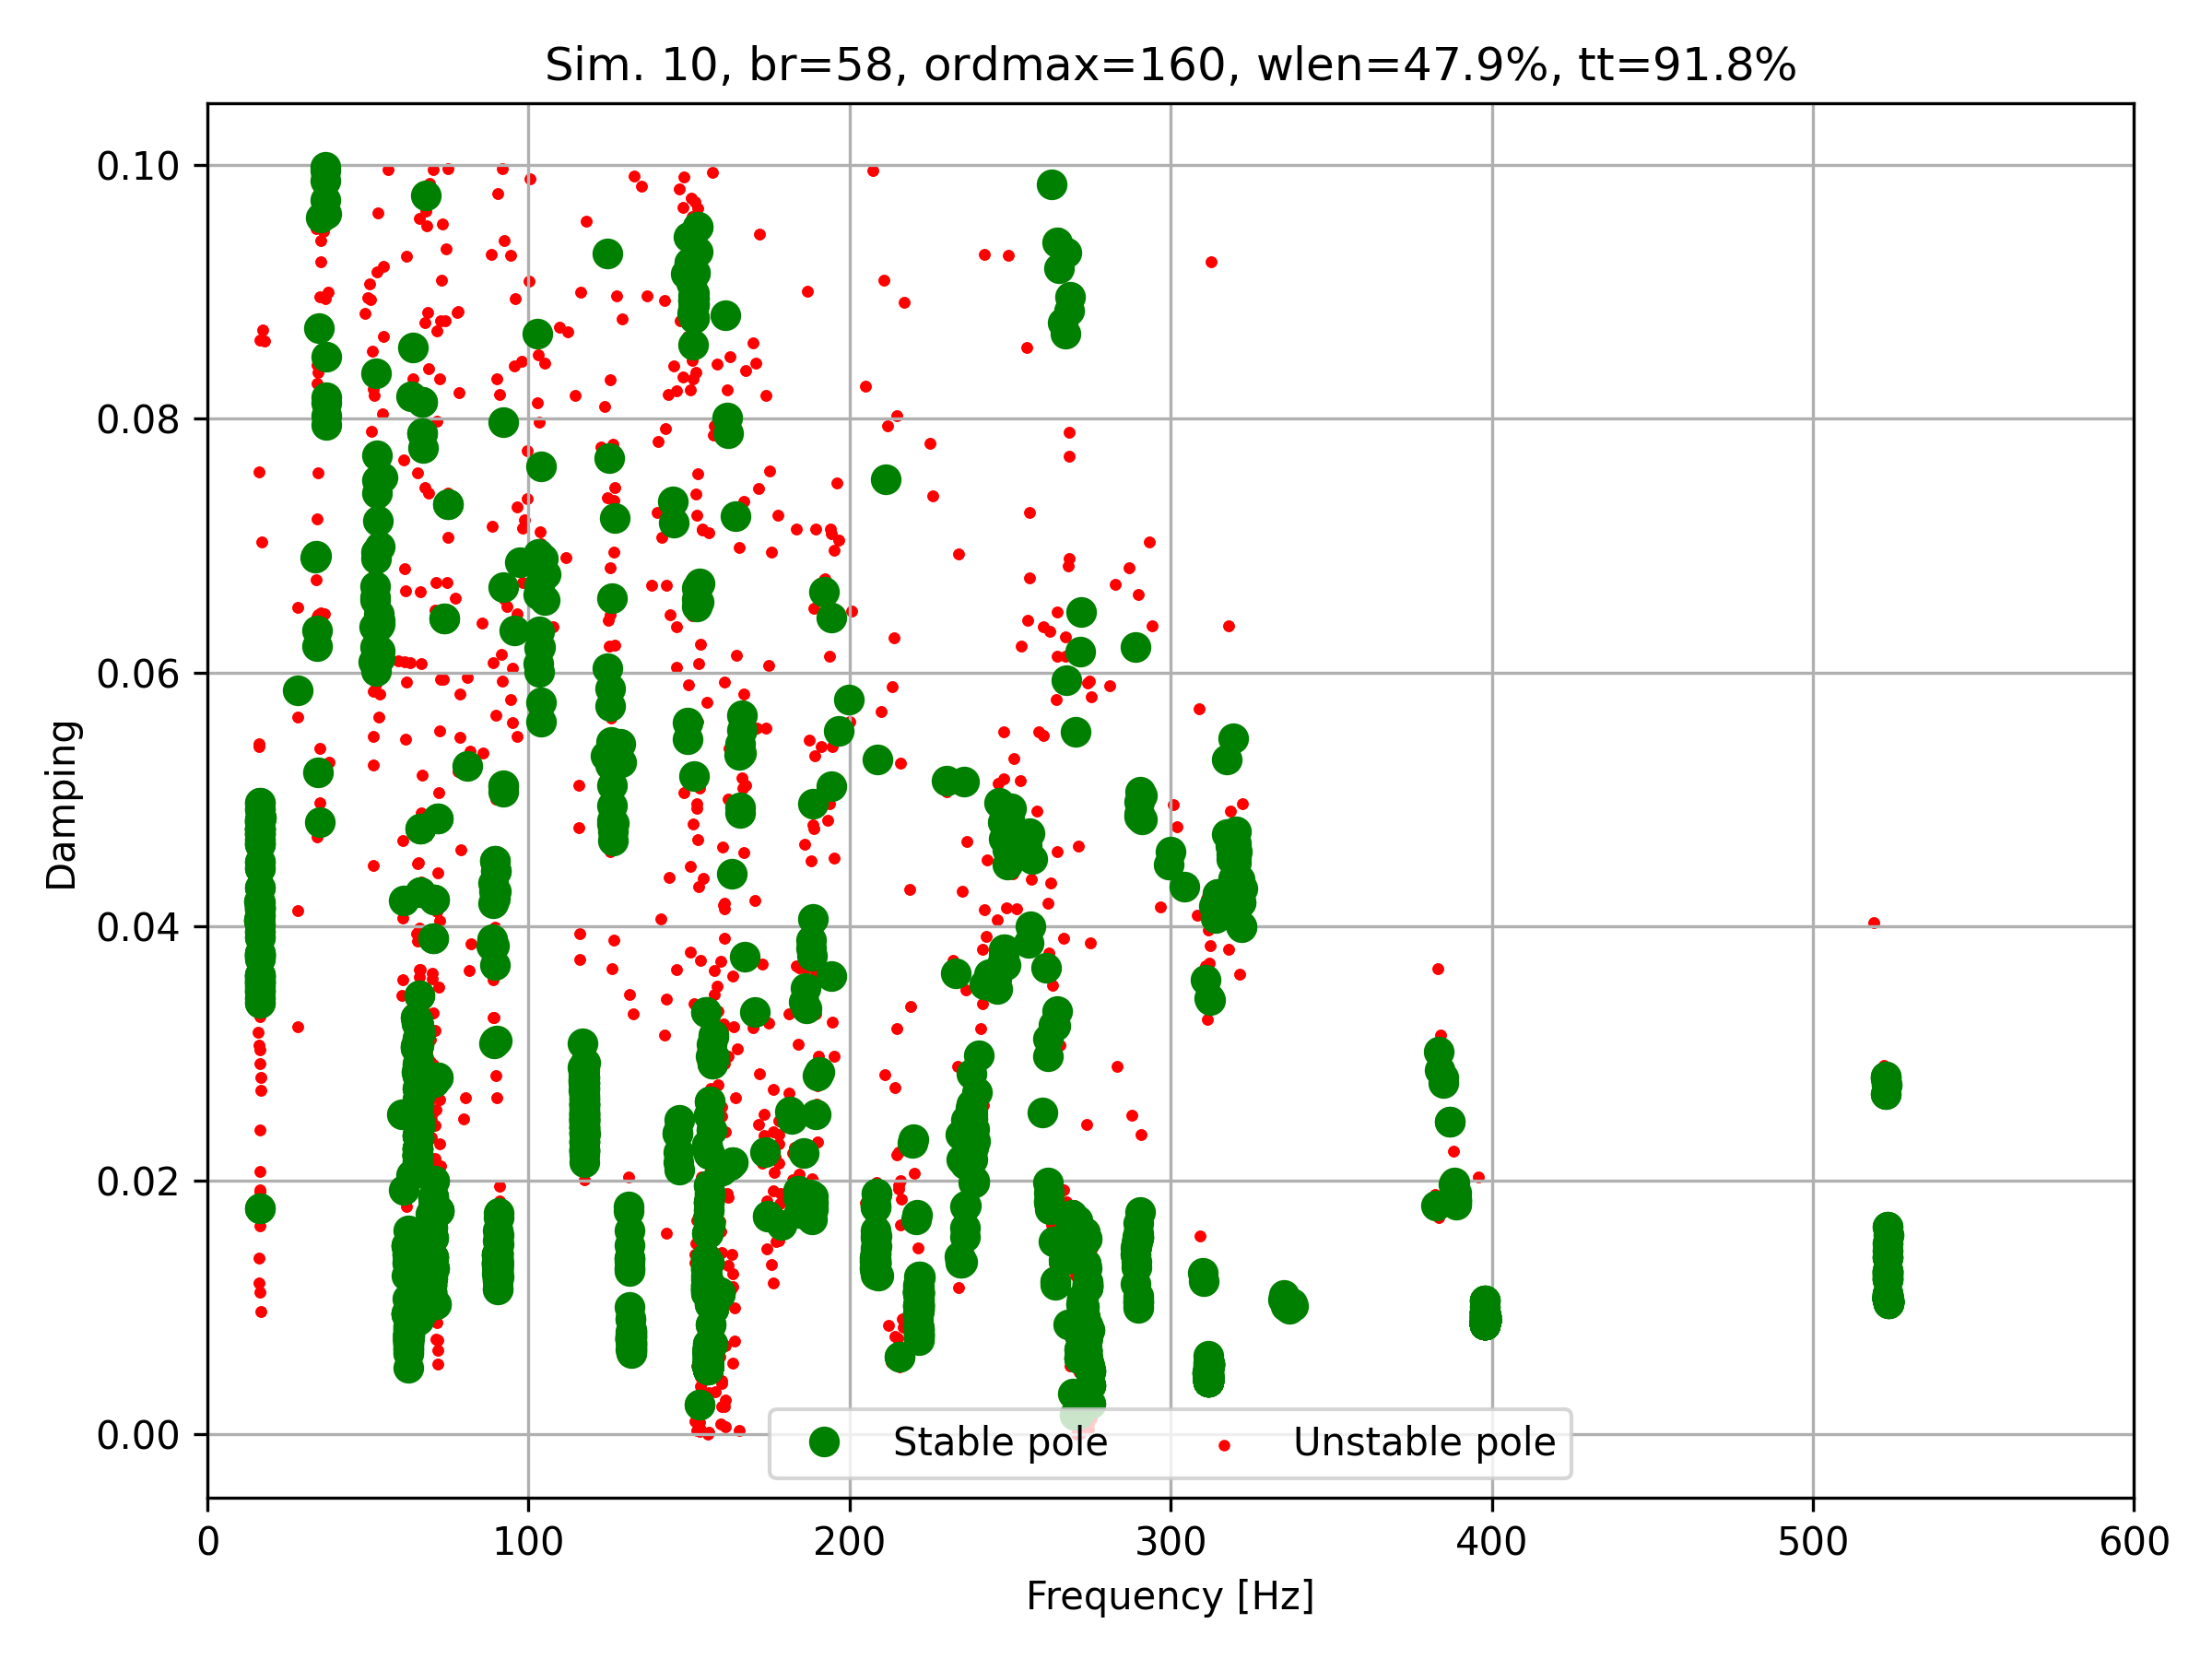 Sim. 10, br=58, ordmax=160, wlen=47.9%, tt=91.8%
0.10
0.08
0.06
0.04
0.02
0.00
Damping
Stable pole Unstable pole
0 100 200 300 400 500 600
Frequency [Hz]